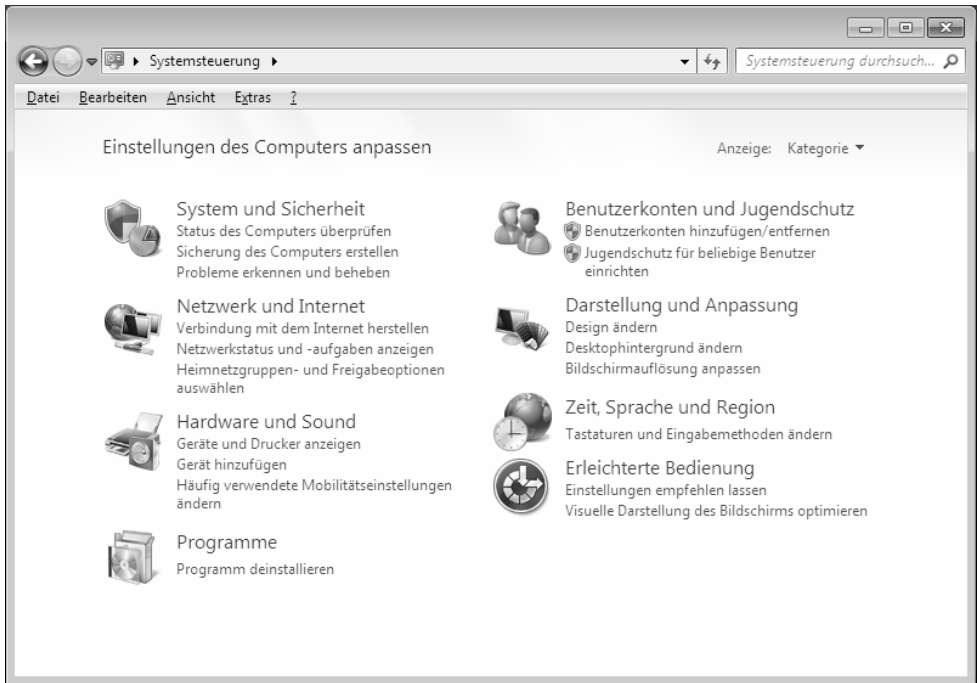 Systemsteuerung
Systemsteuerung durchsuch...
Datei Bearbeiten Ansicht Extras ?
Einstellungen des Computers anpassen
Anzeige: Kategorie
System und Sicherheit
Status des Computers überprüfen
Sicherung des Computers erstellen
Probleme erkennen und beheben
Netzwerk und Internet
Verbindung mit dem Internet herstellen
Netzwerkstatus und -aufgaben anzeigen
Heimnetzgruppen- und Freigabeoptionen
auswählen
Hardware und Sound
Geräte und Drucker anzeigen
Gerät hinzufügen
Häufig verwendete Mobilitätseinstellungen
ändern
Programme
Programm deinstallieren
Benutzerkonten und Jugendschutz
Benutzerkonten hinzufügen/entfernen
Jugendschutz für beliebige Benutzer
einrichten
Darstellung und Anpassung
Design ändern
Desktophintergrund ändern
Bildschirmauflösung anpassen
Zeit, Sprache und Region
Tastaturen und Eingabemethoden ändern
Erleichterte Bedienung
Einstellungen empfehlen lassen
Visuelle Darstellung des Bildschirms optimieren